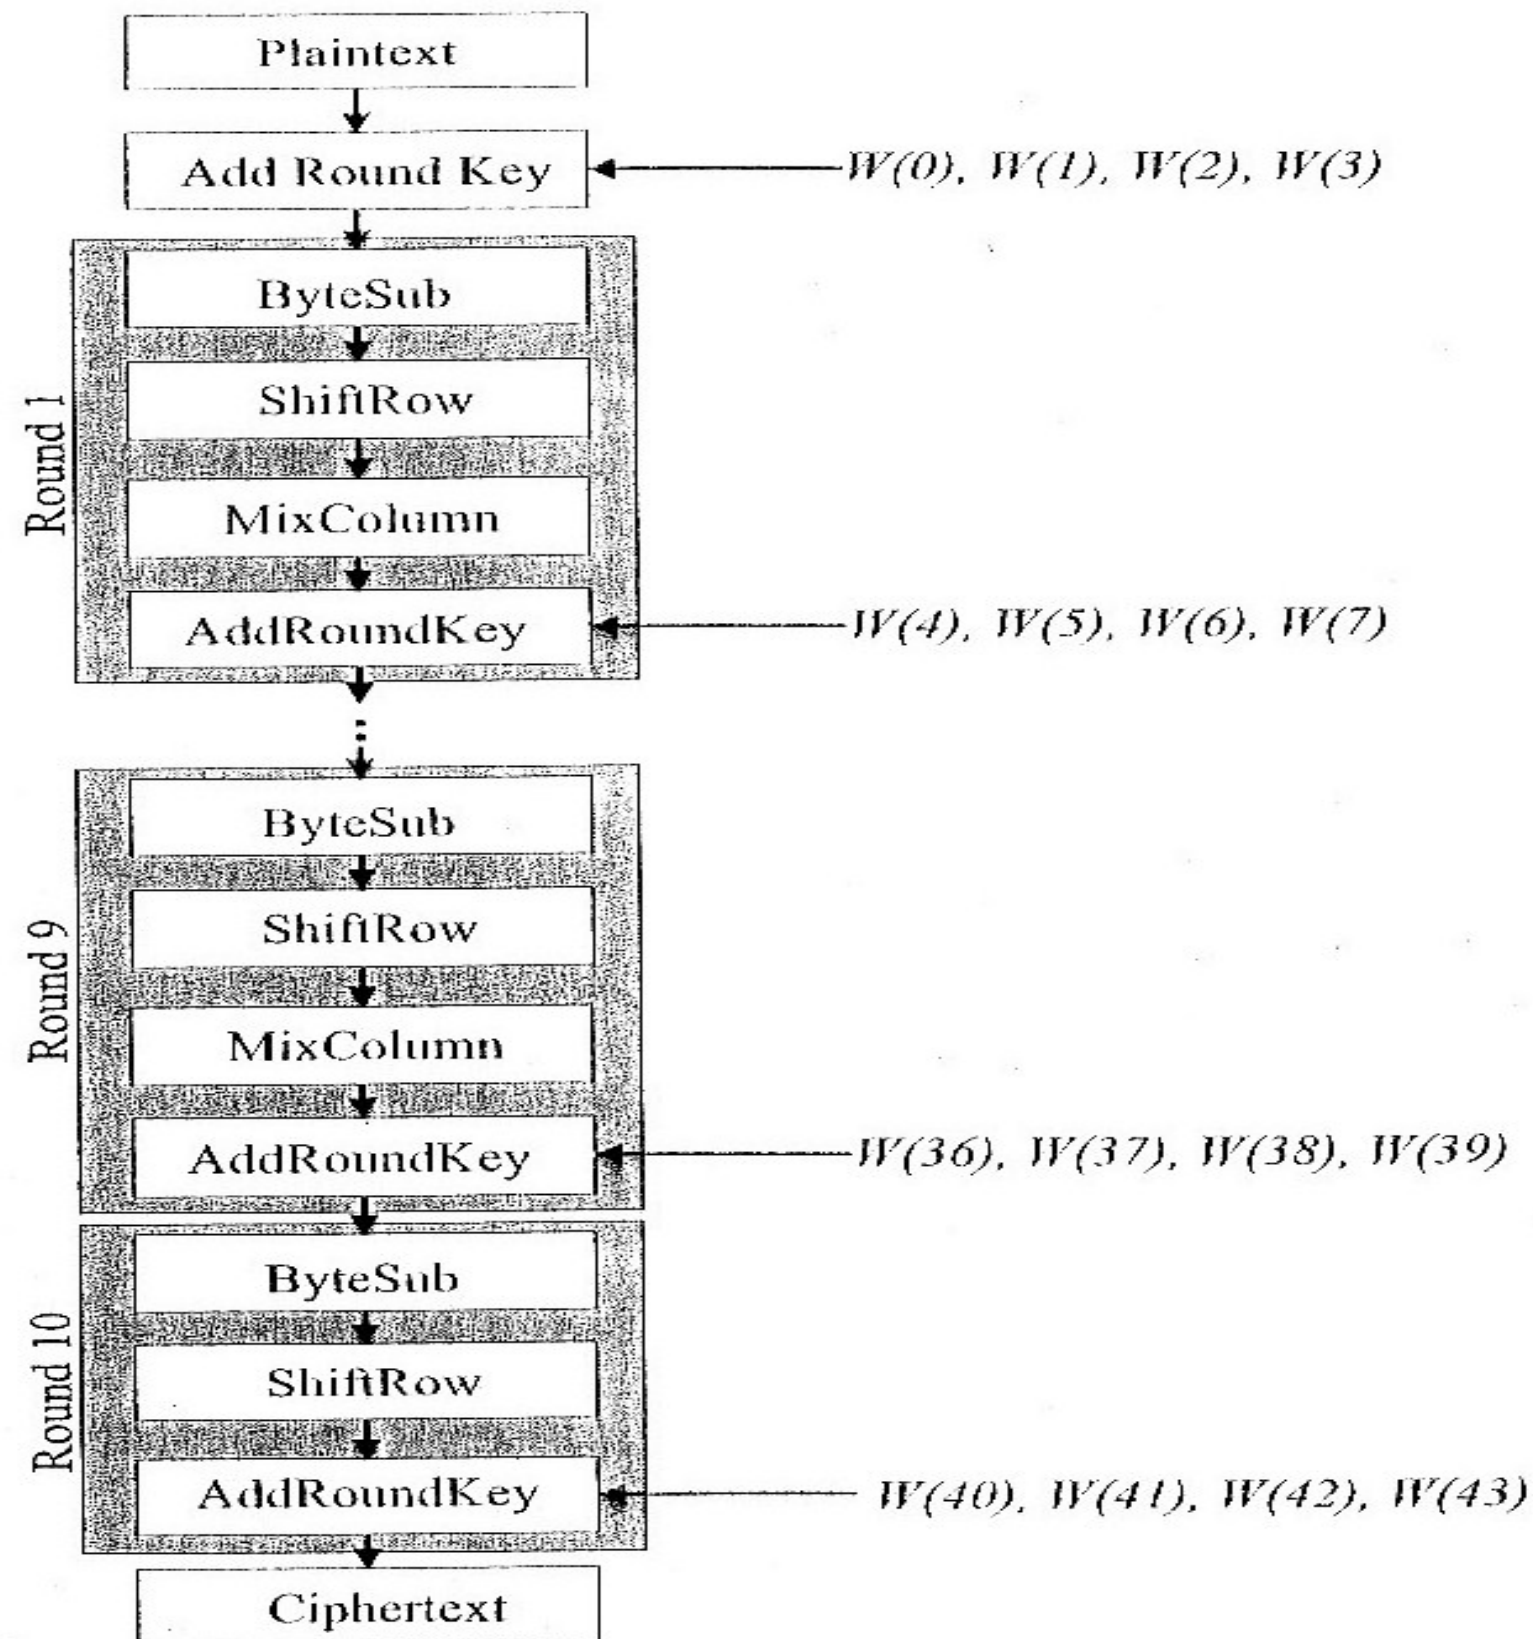 Plaintext
Add Round Key
W(0), W(1), W(2), W(3)
Round 1
ByteSub
ShiftRow
MixColumn
AddRoundKey
W(4), W(5), W(6), W(7)
Round 9
ByteSub
ShiftRow
MixColumn
AddRoundKey
W(36), W(37), W(38), W(39)
Round 10
ByteSub
ShiftRow
AddRoundKey
W(40), W(41), W(42), W(43)
Ciphertext